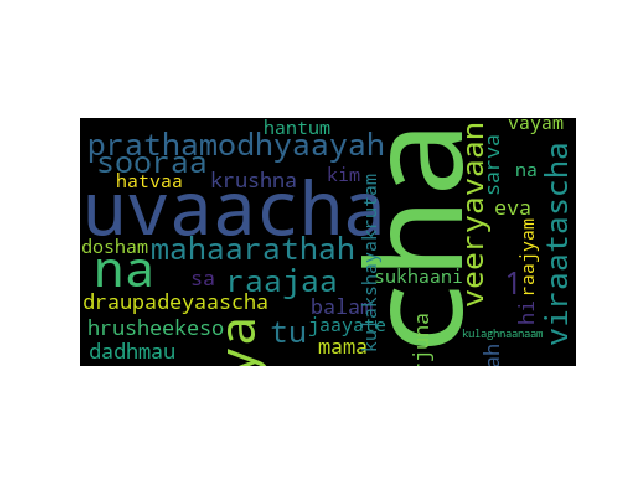 hantum
vayam
prathamodhyaayah
sooraa
cha
veeryavaan
sarva
viraatascha
hatvaa
krushna
kim
na
uvaacha
kulakshayakrutam
eva
dosham
mahaarathah
raajyam
na
sa
raajaa
sukhaani
1
draupadeyaascha
balam
hi
hrusheekeso
ya
tu
jaayate
kulaghnaanaam
dadhmau
mama
ah